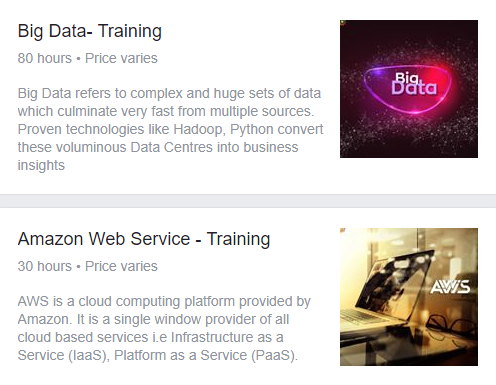 Big Data- Training
80 hours • Price varies
Big Data refers to complex and huge sets of data
which culminate very fast from multiple sources.
Proven technologies like Hadoop, Python convert
these voluminous Data Centres into business
insights
Big
Data
Amazon Web Service - Training
30 hours • Price varies
AWS is a cloud computing platform provided by
Amazon. It is a single window provider of all
cloud based services i.e Infrastructure as a
Service (IaaS), Platform as a Service (PaaS).
AWS